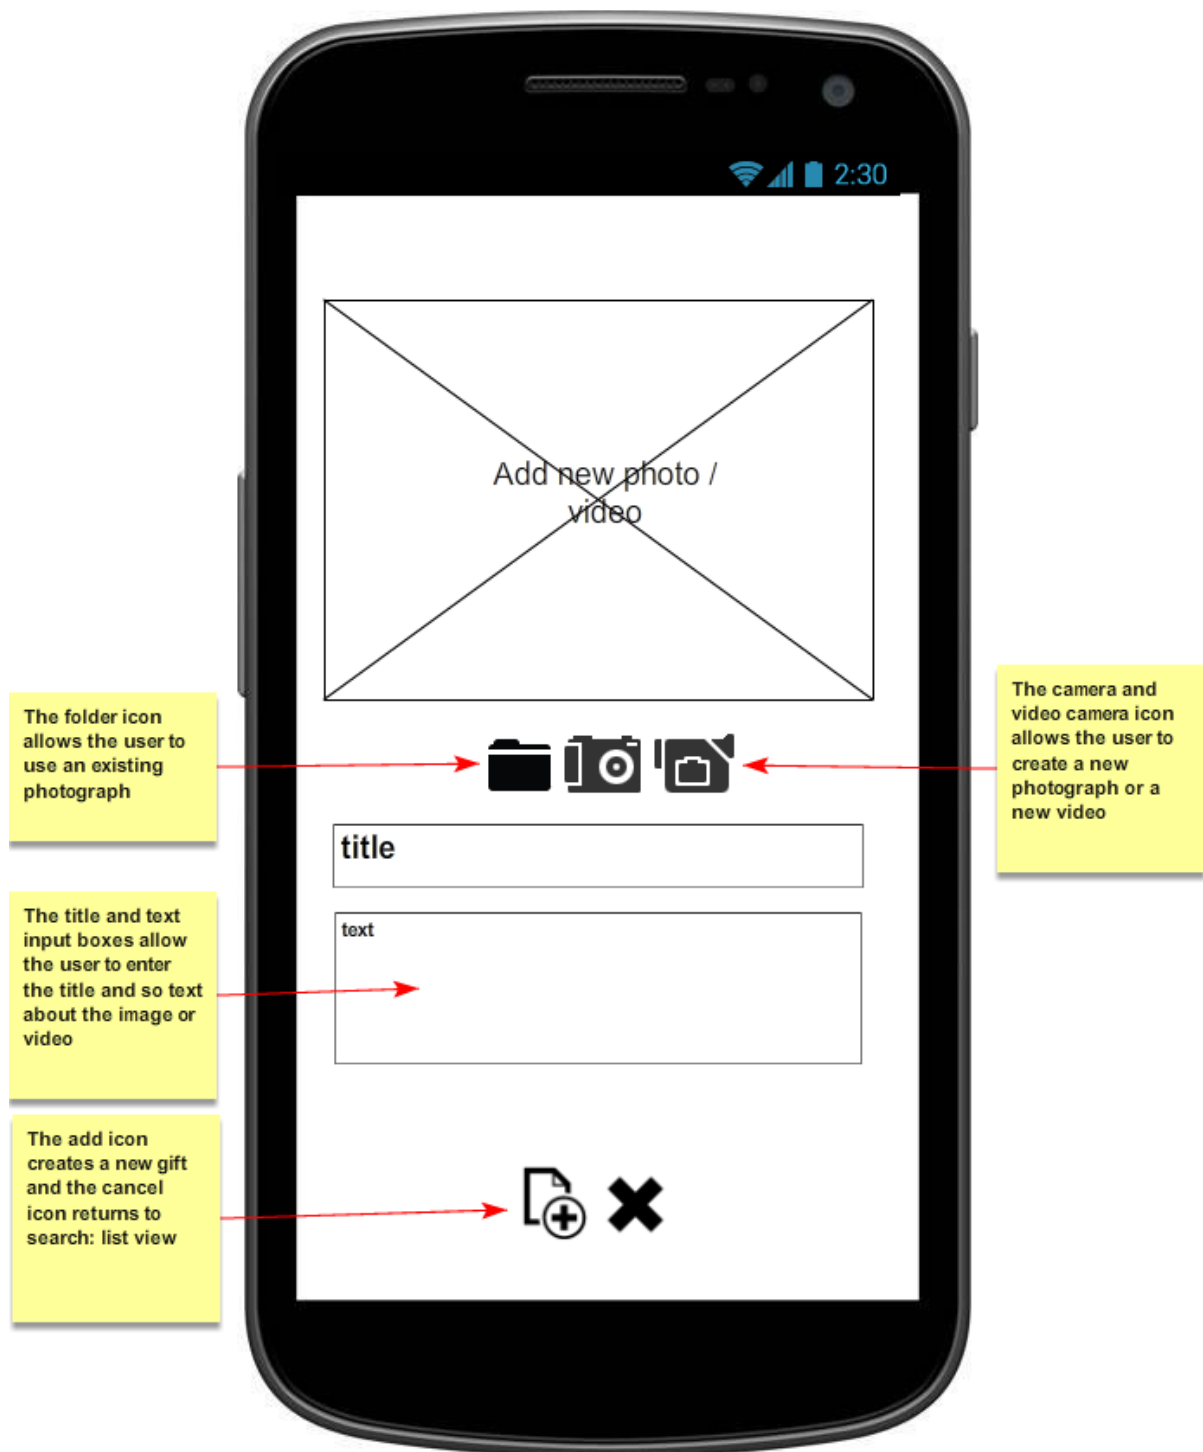 2:30
Add new photo /
video
The folder icon
allows the user to
use an existing
photograph
The camera and
video camera icon
allows the user to
create a new
photograph or a
new video
title
text
The title and text
input boxes allow
the user to enter
the title and so text
about the image or
video
The add icon
creates a new gift
and the cancel
icon returns to
search: list view